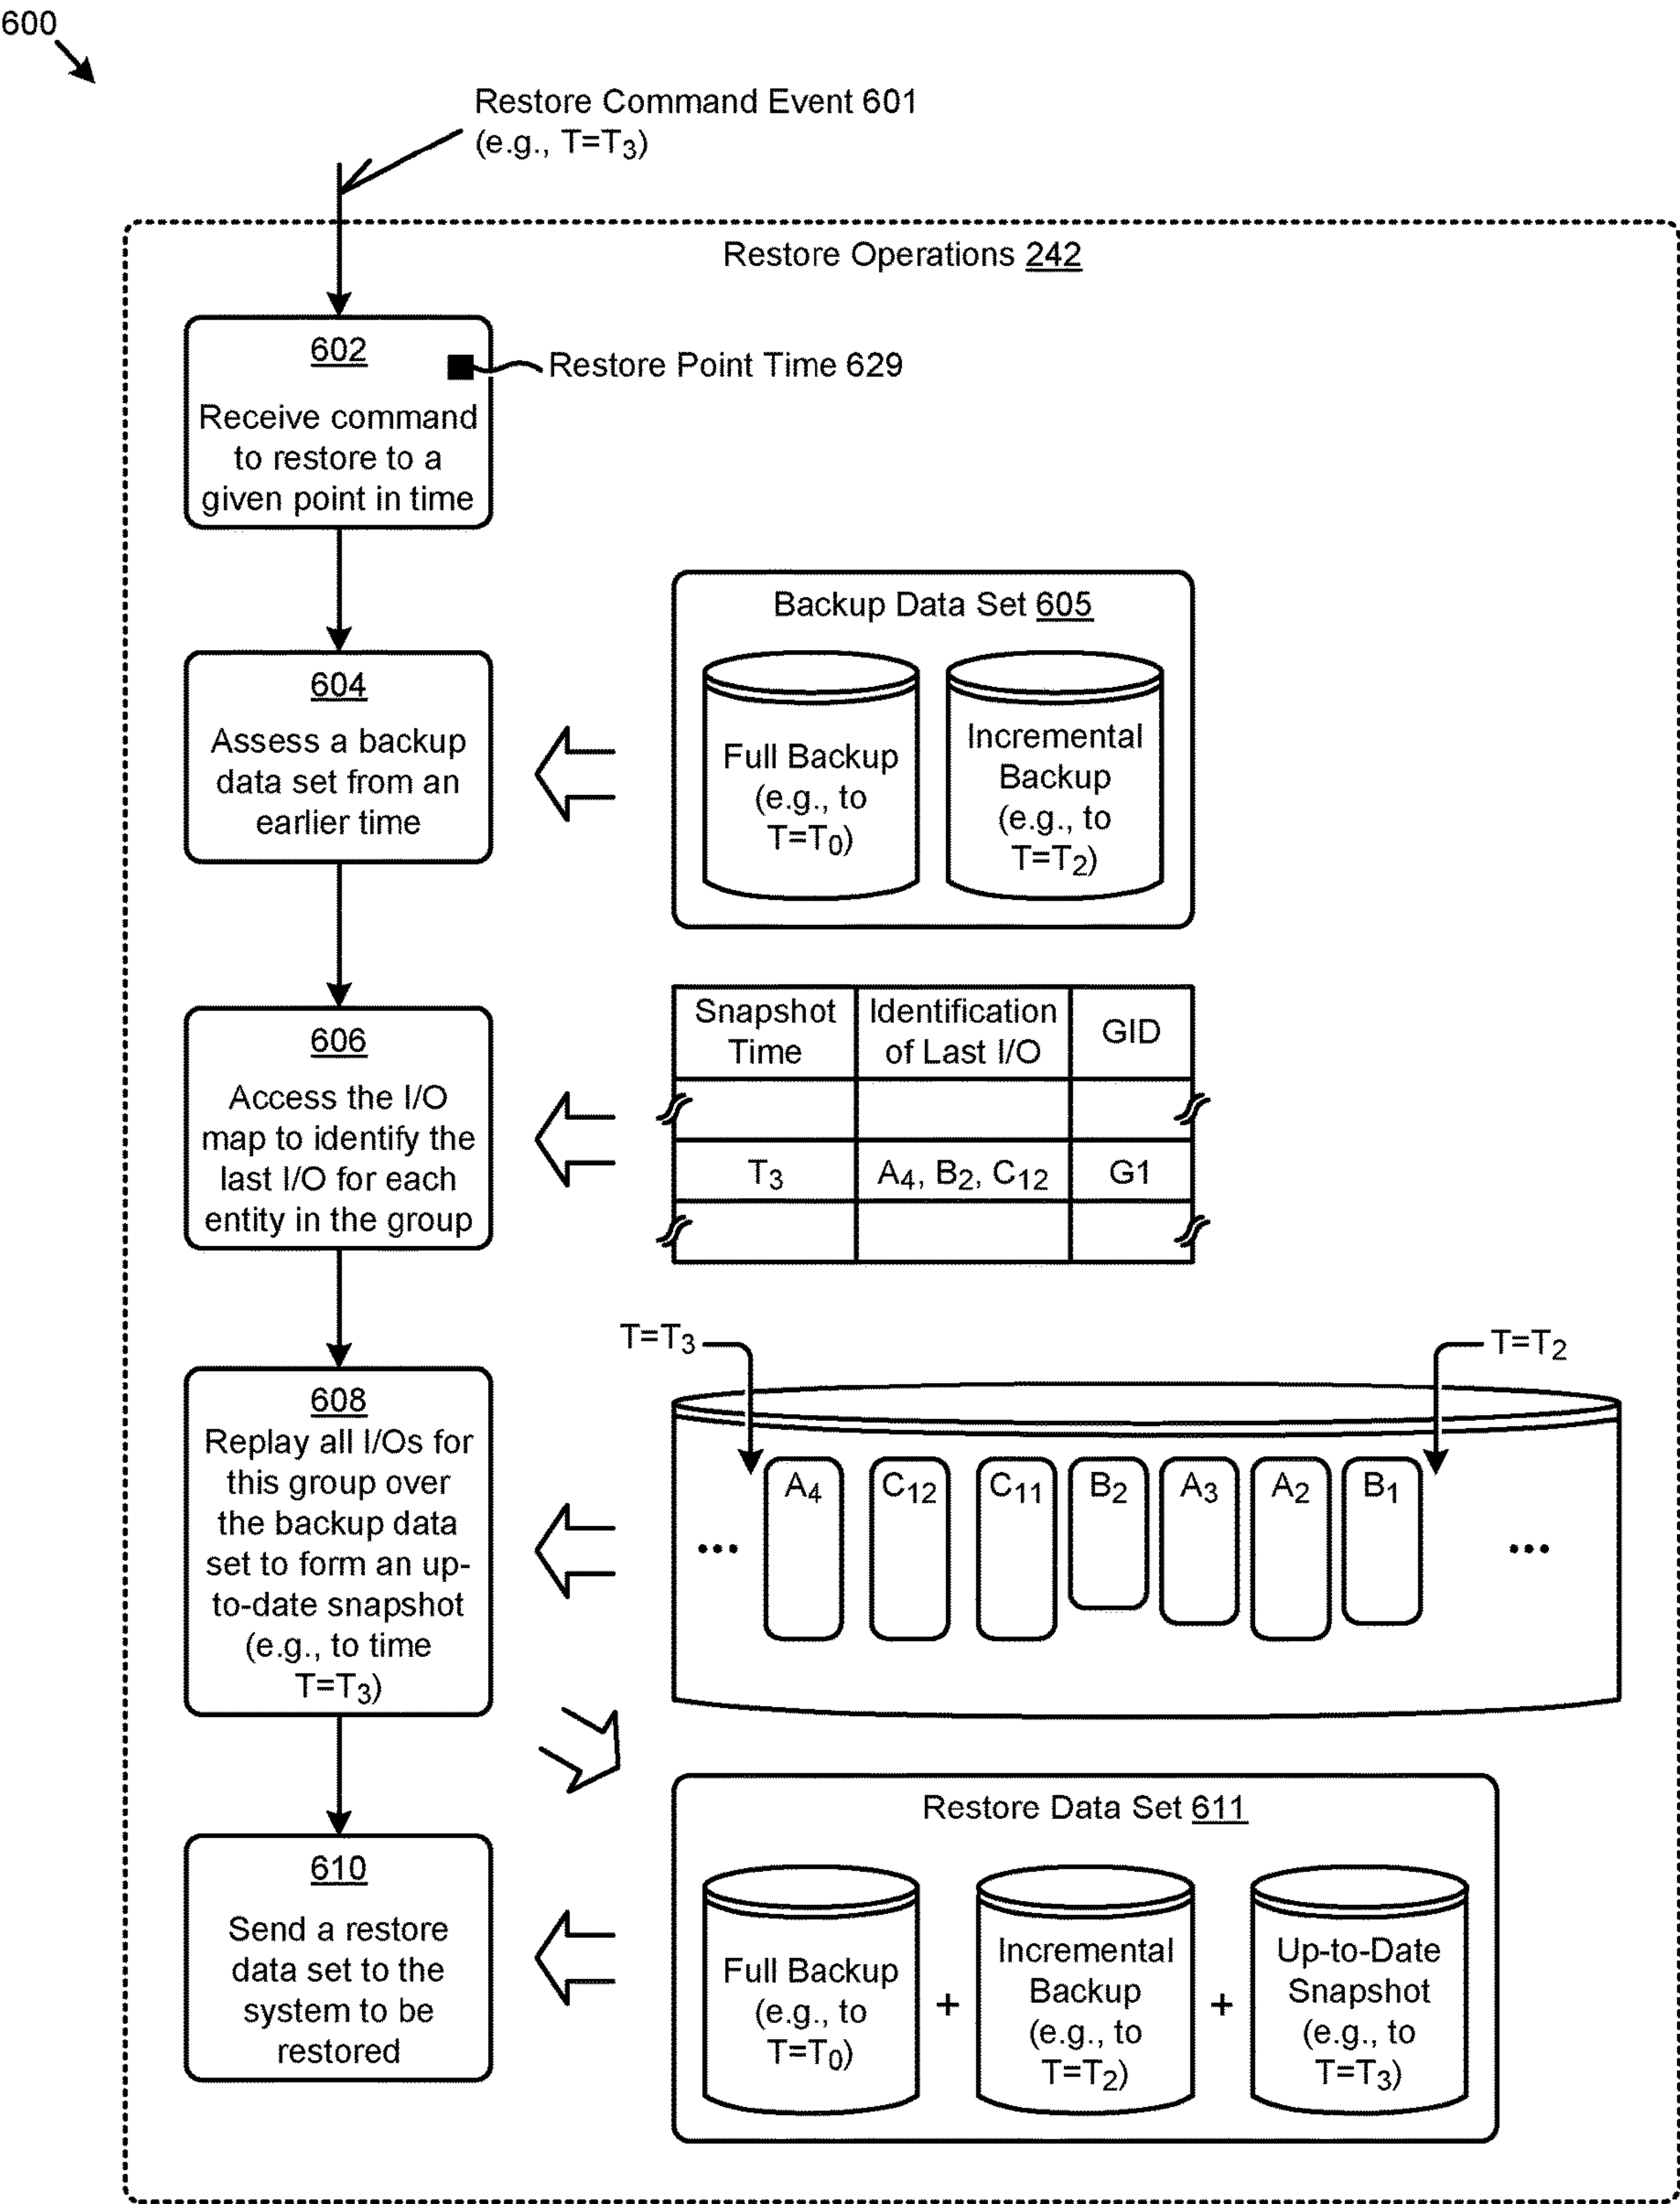 600
Restore Command Event 601
(e.g., T=T3)
Restore Operations 242
602
Restore Point Time 629
Receive command
to restore to a
given point in time
Backup Data Set 605
604
Assess a backup
data set from an
earlier time
Full Backup
(e.g., to
T=T0)
Incremental
Backup
(e.g., to
T=T2)
606
Access the I/O
map to identify the
last I/O for each
entity in the group
Snapshot
Time
Identification
of Last I/O
GID
T3
A4, B2, C12
G1
608
Replay all I/Os for
this group over
the backup data
set to form an up-
to-date snapshot
(e.g., to time
T=T3)
T=T3
T=T2
A4
C12
C11
B2
A3
A2
B1
...
...
Restore Data Set 611
610
Send a restore
data set to the
system to be
restored
Full Backup
(e.g., to
T=T0)
+
Incremental
Backup
(e.g., to
T=T2)
+
Up-to-Date
Snapshot
(e.g., to
T=T3)